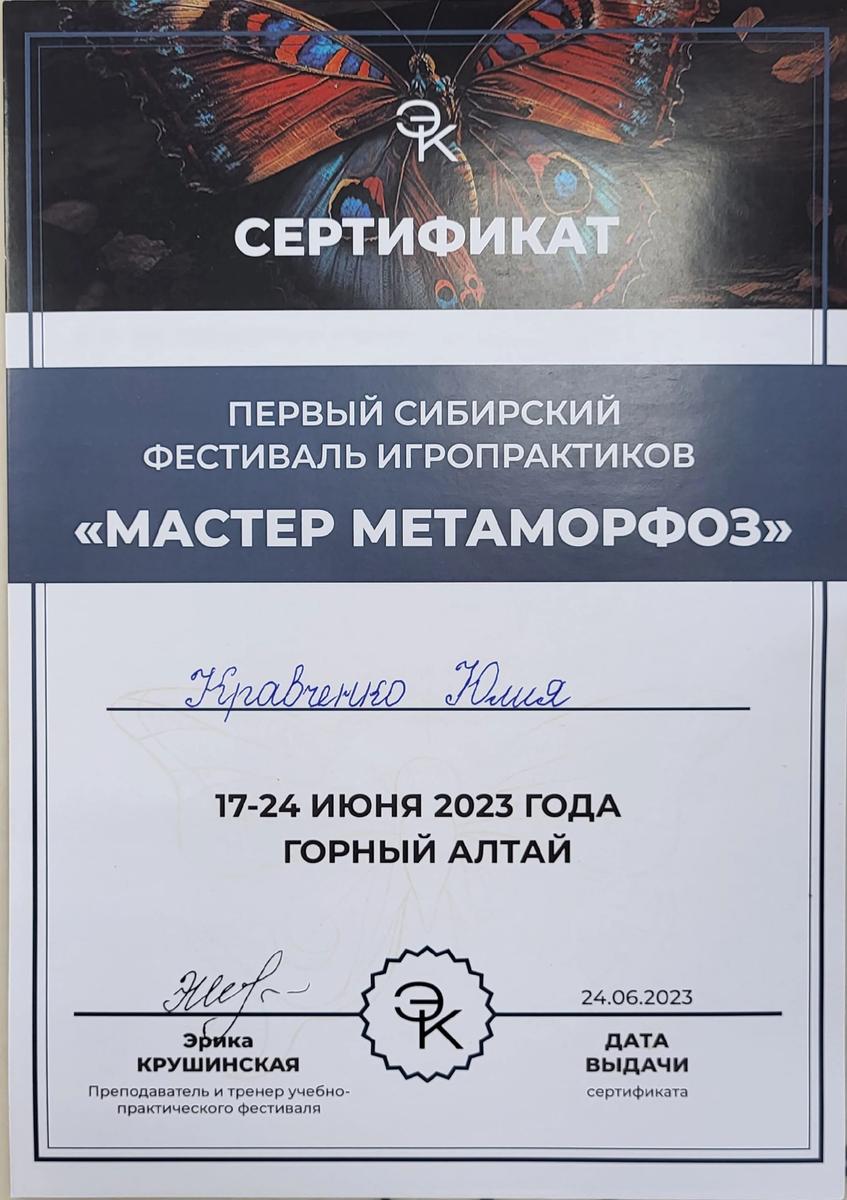 ЭК
СЕРТИФИКАТ
ПЕРВЫЙ СИБИРСКИЙ
ФЕСТИВАЛЬ ИГРОПРАКТИКОВ
«МАСТЕР МЕТАМОРФОЗ»
Кравченко Юлия
17-24 ИЮНЯ 2023 ГОДА
ГОРНЫЙ АЛТАЙ
ЭК
24.06.2023
Эрика
КРУШИНСКАЯ
Преподаватель и тренер учебно-
практического фестиваля
ДАТА
ВЫДАЧИ
сертификата